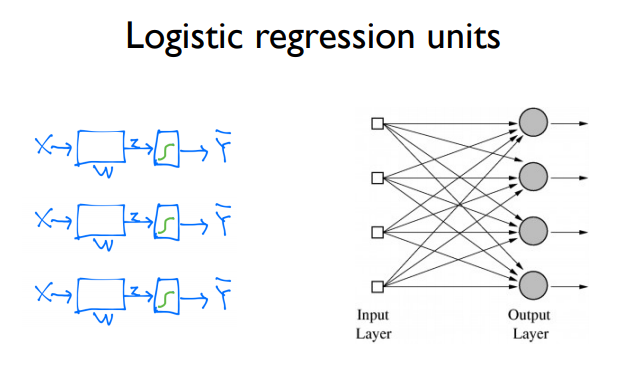 Logistic regression units
X z Ȳ
W
X z Ȳ
W
X z Ȳ
W
Input
Layer
Output
Layer